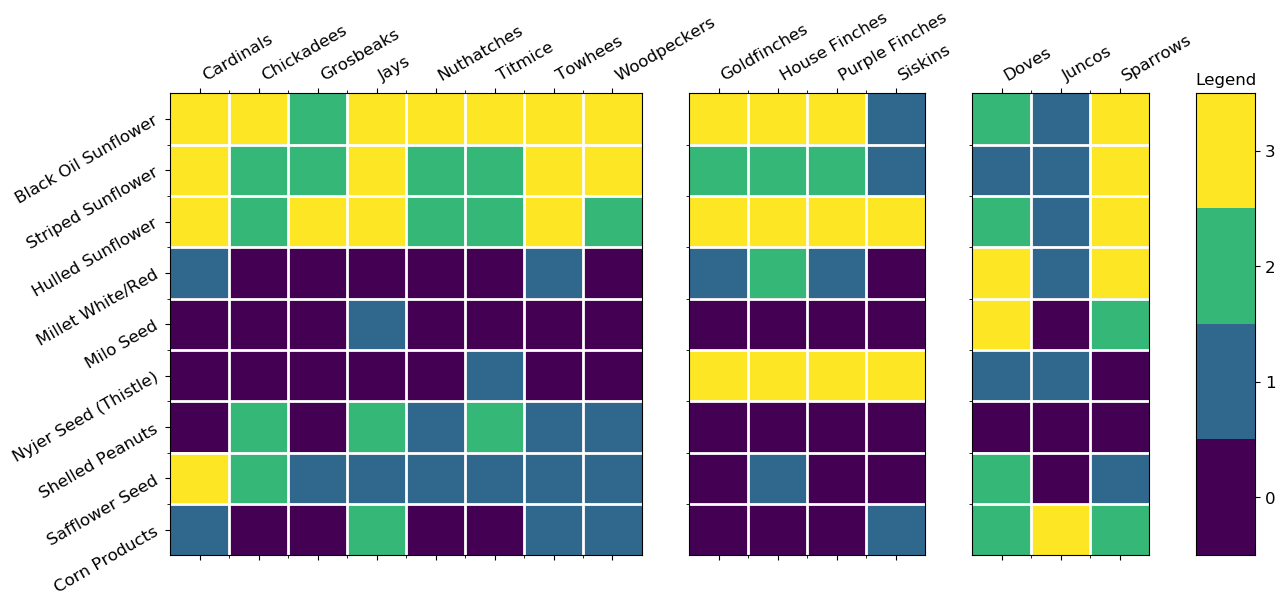 Cardinals
Chickadees
Grosbeaks
Jays
Nuthatches
Titmice
Towhees
Woodpeckers
Goldfinches
House Finches
Purple Finches
Siskins
Doves
Juncos
Sparrows
Legend
Black Oil Sunflower
Striped Sunflower
Hulled Sunflower
Millet White/Red
Milo Seed
Nyjer Seed (Thistle)
Shelled Peanuts
Safflower Seed
Corn Products
3
2
1
0